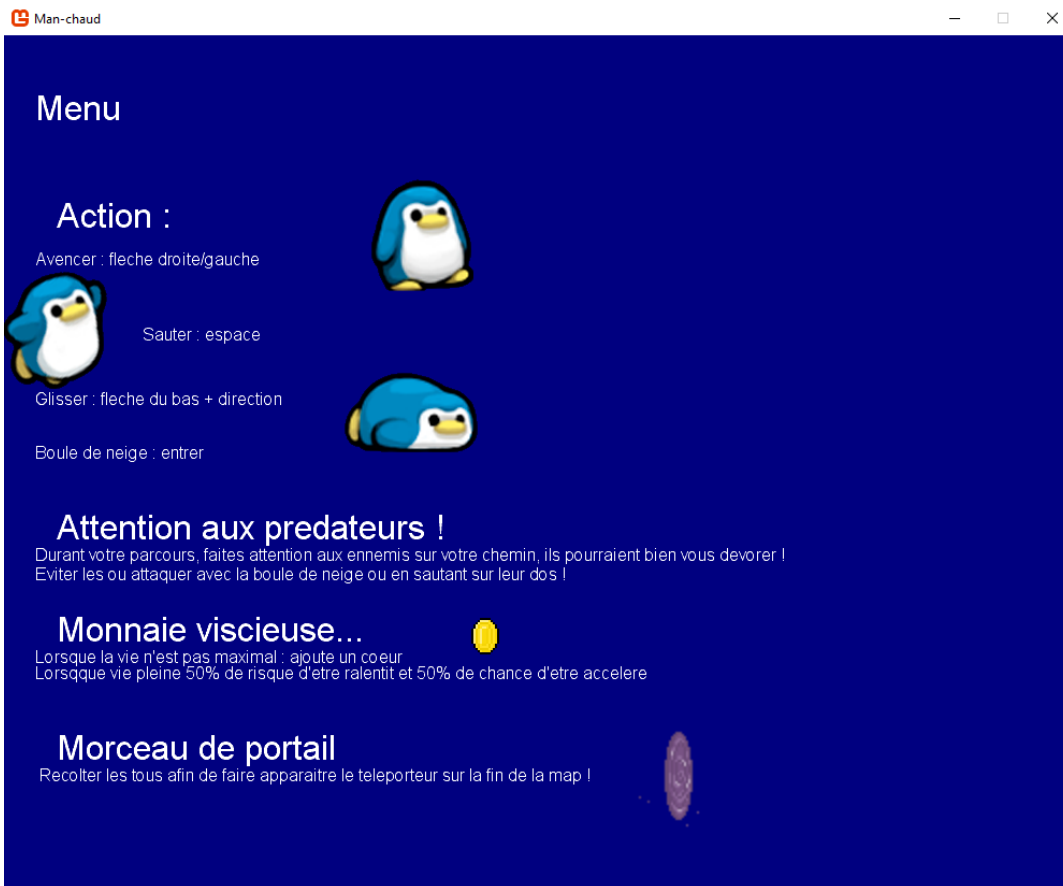 Man-chaud
Menu
Action :
Avencer : fleche droite/gauche
Sauter : espace
Glisser : fleche du bas + direction
Boule de neige : entrer
Attention aux predateurs !
Durant votre parcours, faites attention aux ennemis sur votre chemin, ils pourraient bien vous devorer !
Eviter les ou attaquer avec la boule de neige ou en sautant sur leur dos !
Monnaie viscieuse...
Lorsque la vie n'est pas maximal : ajoute un coeur
Lorsqque vie pleine 50% de risque d'etre ralentit et 50% de chance d'etre accelere
Morceau de portail
Recolter les tous afin de faire apparaitre le teleporteur sur la fin de la map !